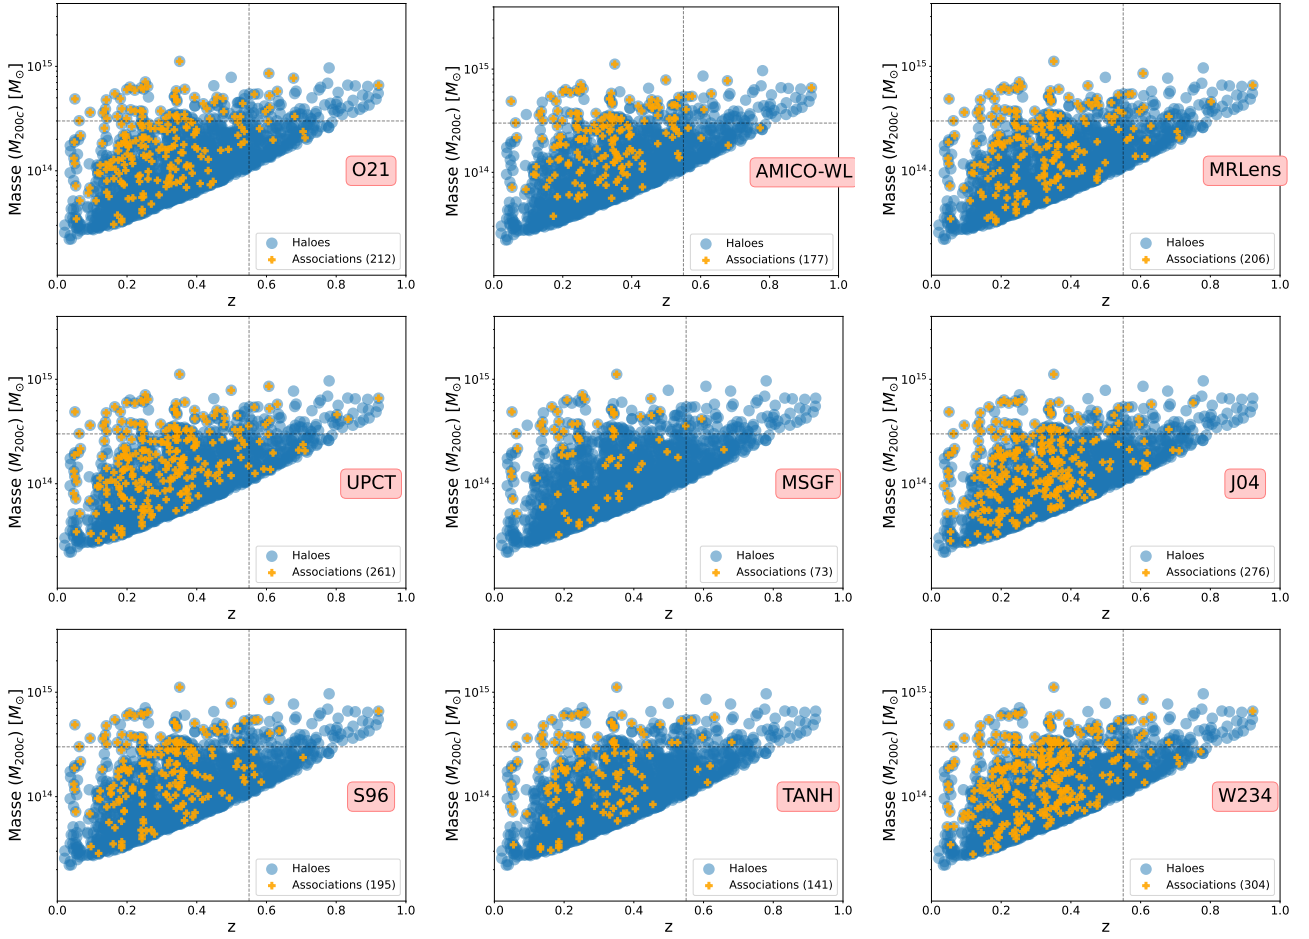 Masse (M200c) [M⊙]
10^15
10^14
O21
Haloes
Associations (212)
0.0 0.2 0.4 0.6 0.8 1.0
z
Masse (M200c) [M⊙]
10^15
10^14
AMICO-WL
Haloes
Associations (177)
0.0 0.2 0.4 0.6 0.8 1.0
z
Masse (M200c) [M⊙]
10^15
10^14
MRLens
Haloes
Associations (206)
0.0 0.2 0.4 0.6 0.8 1.0
z
Masse (M200c) [M⊙]
10^15
10^14
UPCT
Haloes
Associations (261)
0.0 0.2 0.4 0.6 0.8 1.0
z
Masse (M200c) [M⊙]
10^15
10^14
MSGF
Haloes
Associations (73)
0.0 0.2 0.4 0.6 0.8 1.0
z
Masse (M200c) [M⊙]
10^15
10^14
J04
Haloes
Associations (276)
0.0 0.2 0.4 0.6 0.8 1.0
z
Masse (M200c) [M⊙]
10^15
10^14
S96
Haloes
Associations (195)
0.0 0.2 0.4 0.6 0.8 1.0
z
Masse (M200c) [M⊙]
10^15
10^14
TANH
Haloes
Associations (141)
0.0 0.2 0.4 0.6 0.8 1.0
z
Masse (M200c) [M⊙]
10^15
10^14
W234
Haloes
Associations (304)
0.0 0.2 0.4 0.6 0.8 1.0
z